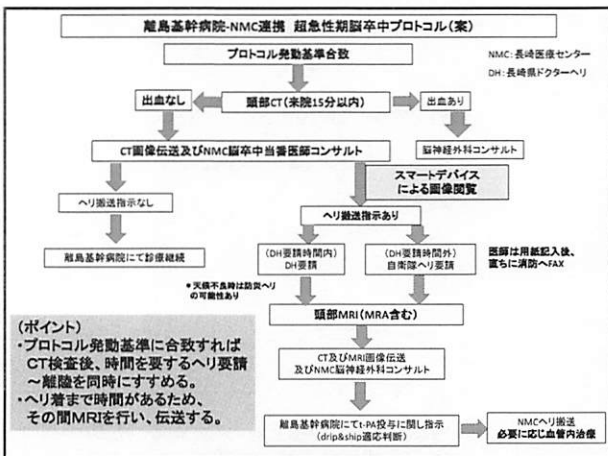 離島基幹病院-NMC連携 超急性期脳卒中プロトコル(案)
プロトコル発動基準合致
NMC:長崎医療センター
DH:長崎県ドクターヘリ
出血なし
頭部CT(来院15分以内)
出血あり
CT画像伝送及びNMC脳卒中当番医師コンサルト
脳神経外科コンサルト
スマートデバイス
による画像閲覧
ヘリ搬送指示なし
ヘリ搬送指示あり
離島基幹病院にて診療継続
(DH要請時間内)
DH要請
(DH要請時間外)
自衛隊ヘリ要請
医師は用紙記入後、
直ちに消防へFAX
*天候不良時は防災ヘリ
の可能性あり
頭部MRI(MRA含む)
(ポイント)
・プロトコル発動基準に合致すれば
CT検査後、時間を要するヘリ要請
~離陸を同時にすすめる。
・ヘリ着まで時間があるため、
その間MRIを行い、伝送する。
CT及びMRI画像伝送
及びNMC脳神経外科コンサルト
離島基幹病院にてt-PA投与に関し指示
(drip&ship適応判断)
NMCヘリ搬送
必要に応じ血管内治療